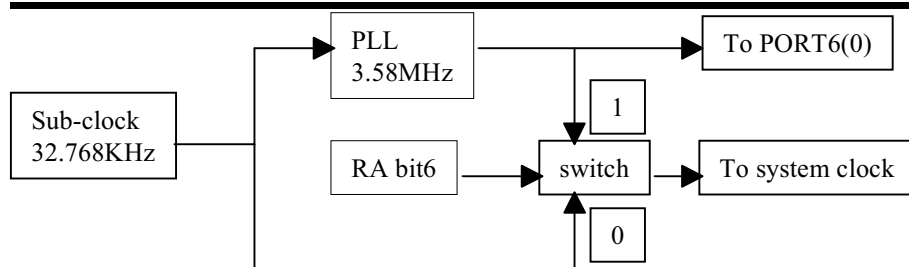 PLL
3.58MHz
To PORT6(0)
Sub-clock
32.768KHz
1
RA bit6
switch
To system clock
0